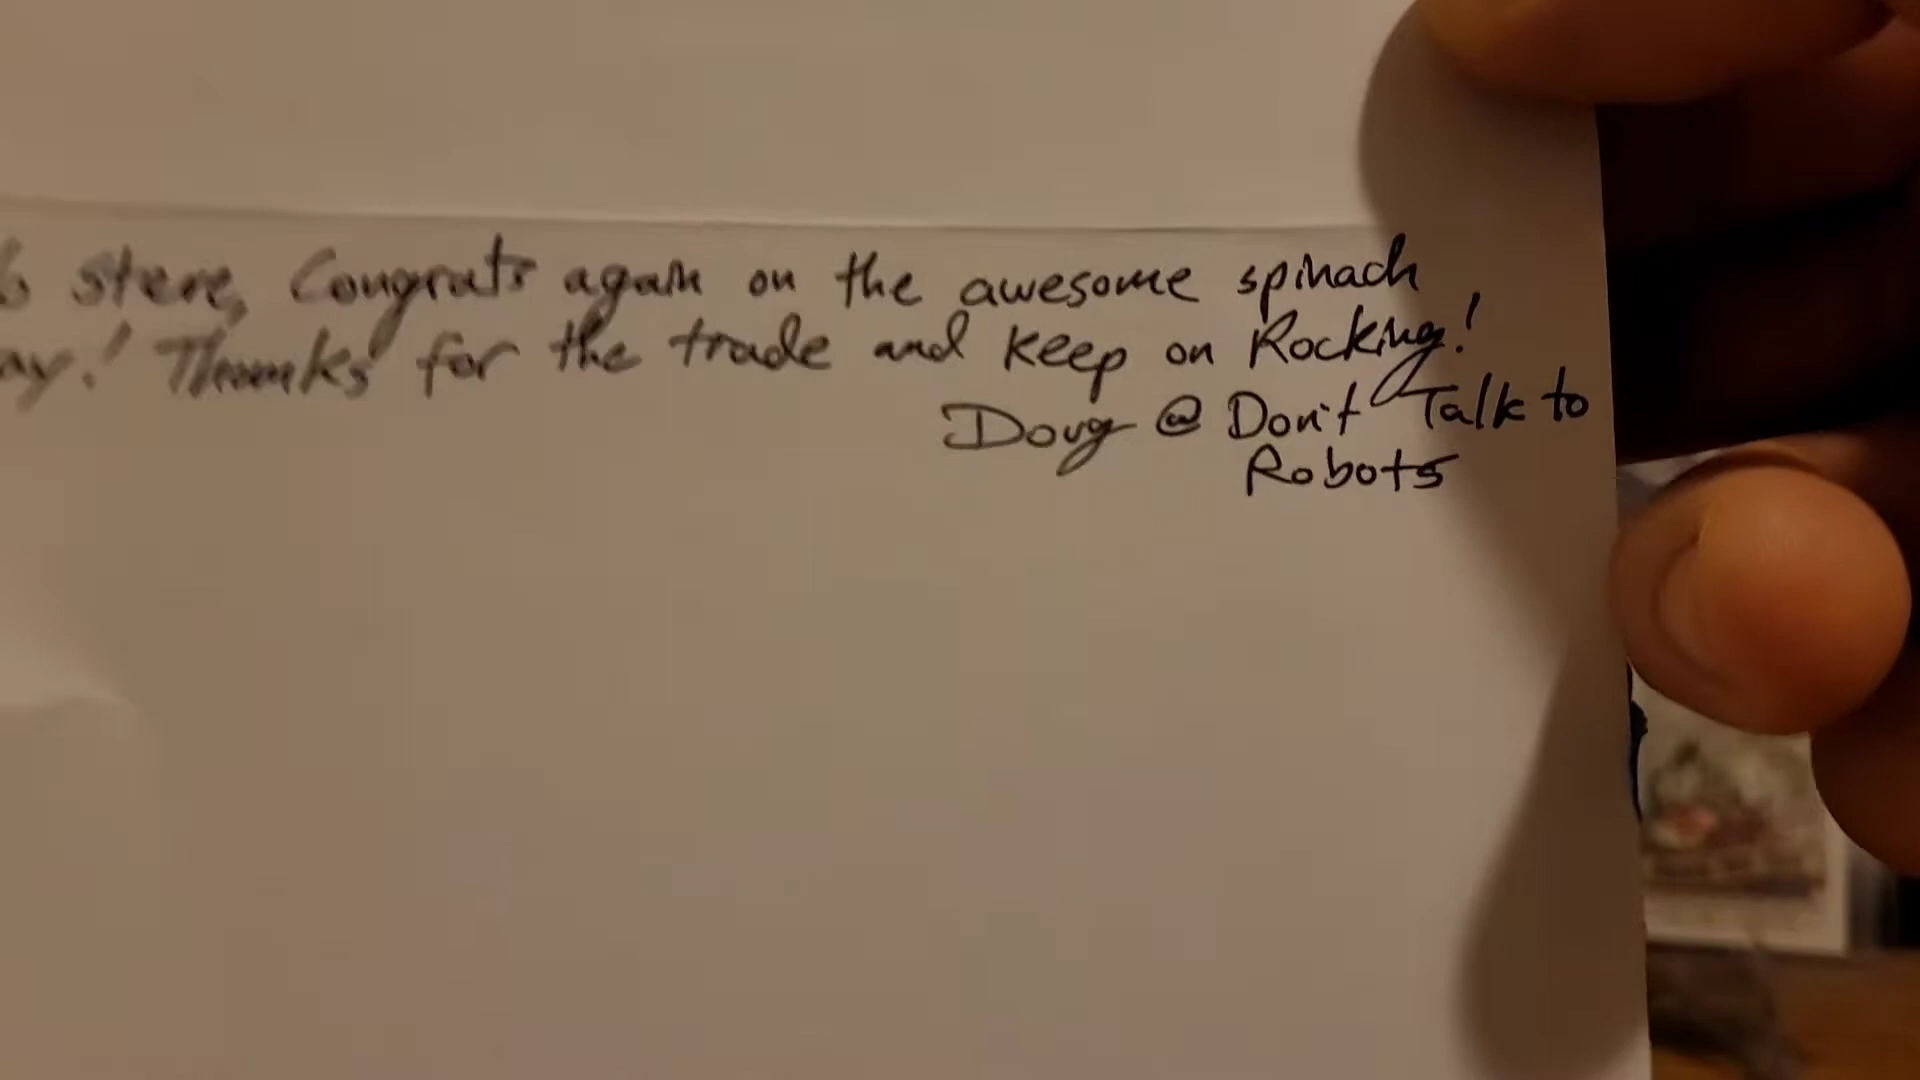 Steve, Congrats again on the awesome spinach
! Thanks for the trade and keep on Rocking!
Doug @ Don't Talk to
Robots